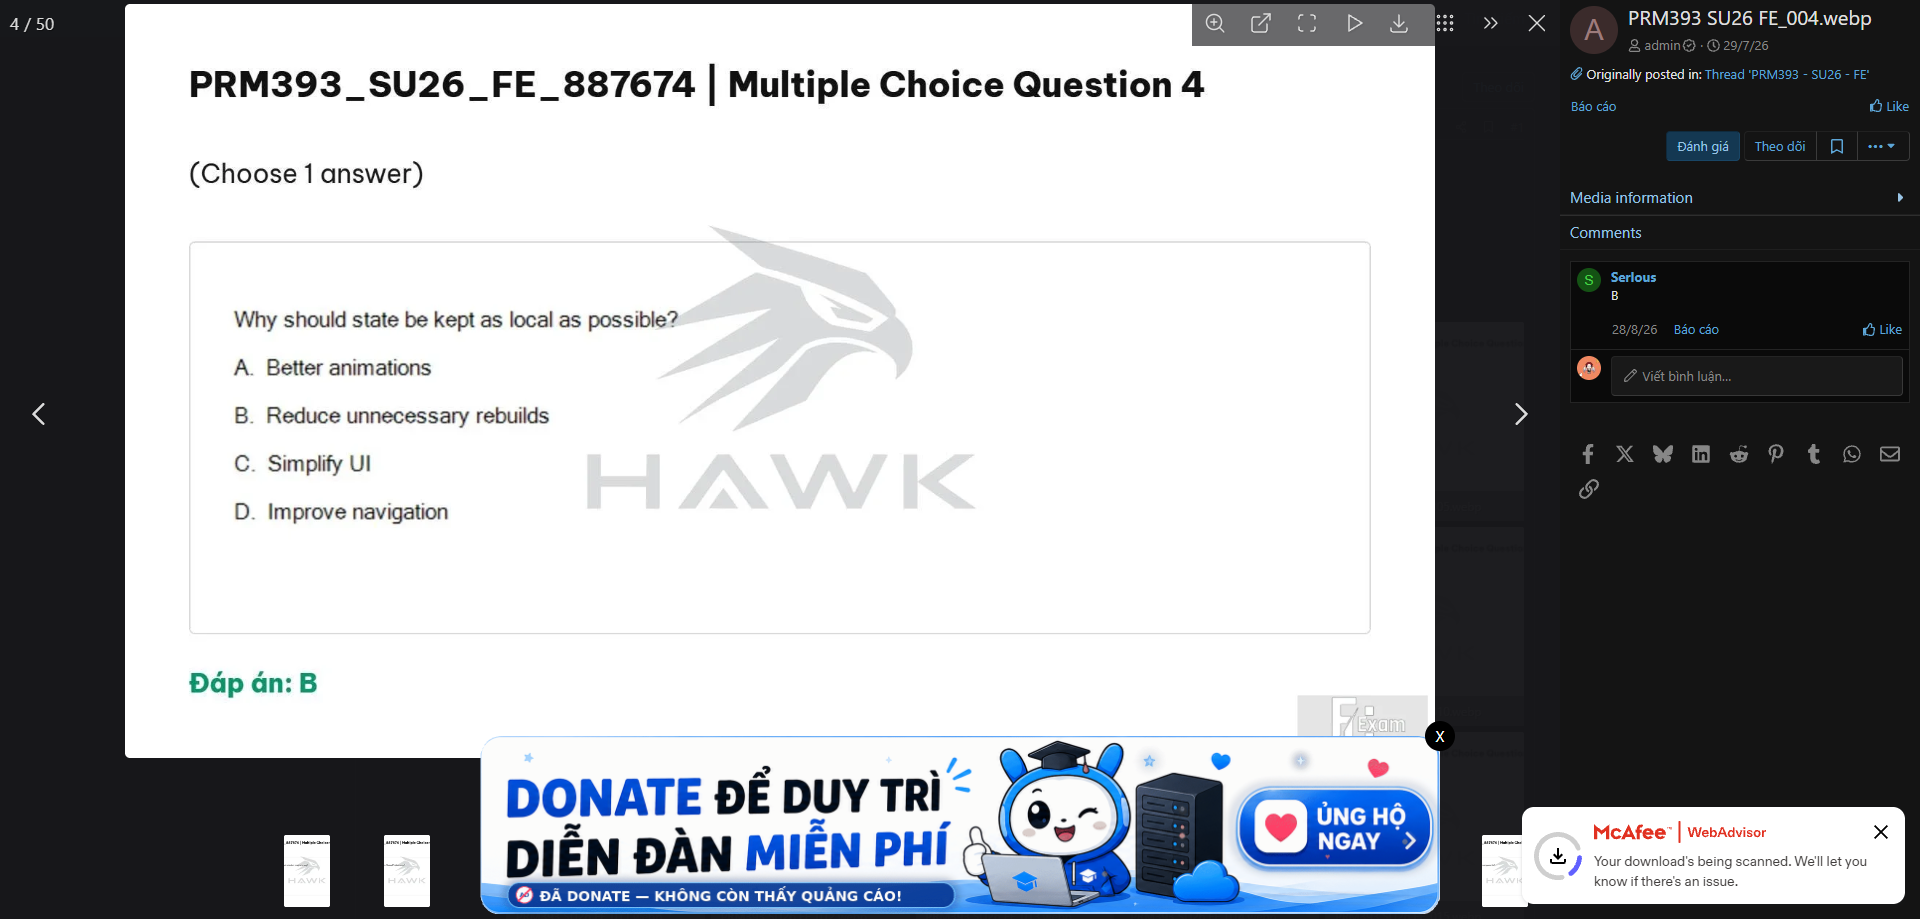 4 / 50
PRM393_SU26_FE_887674 | Multiple Choice Question 4
(Choose 1 answer)
Why should state be kept as local as possible?
A. Better animations
B. Reduce unnecessary rebuilds
C. Simplify UI
D. Improve navigation
HAWK
Đáp án: B
Exam
DONATE ĐỂ DUY TRÌ
DIỄN ĐÀN MIỄN PHÍ
ĐÃ DONATE — KHÔNG CÒN THẤY QUẢNG CÁO!
ỦNG HỘ
NGAY
X
A
PRM393 SU26 FE_004.webp
admin · 29/7/26
Originally posted in: Thread 'PRM393 - SU26 - FE'
Báo cáo
Like
Đánh giá
Theo dõi
Media information
Comments
S
Serlous
B
28/8/26
Báo cáo
Like
Viết bình luận...
McAfee™ | WebAdvisor
Your download's being scanned. We'll let you
know if there's an issue.